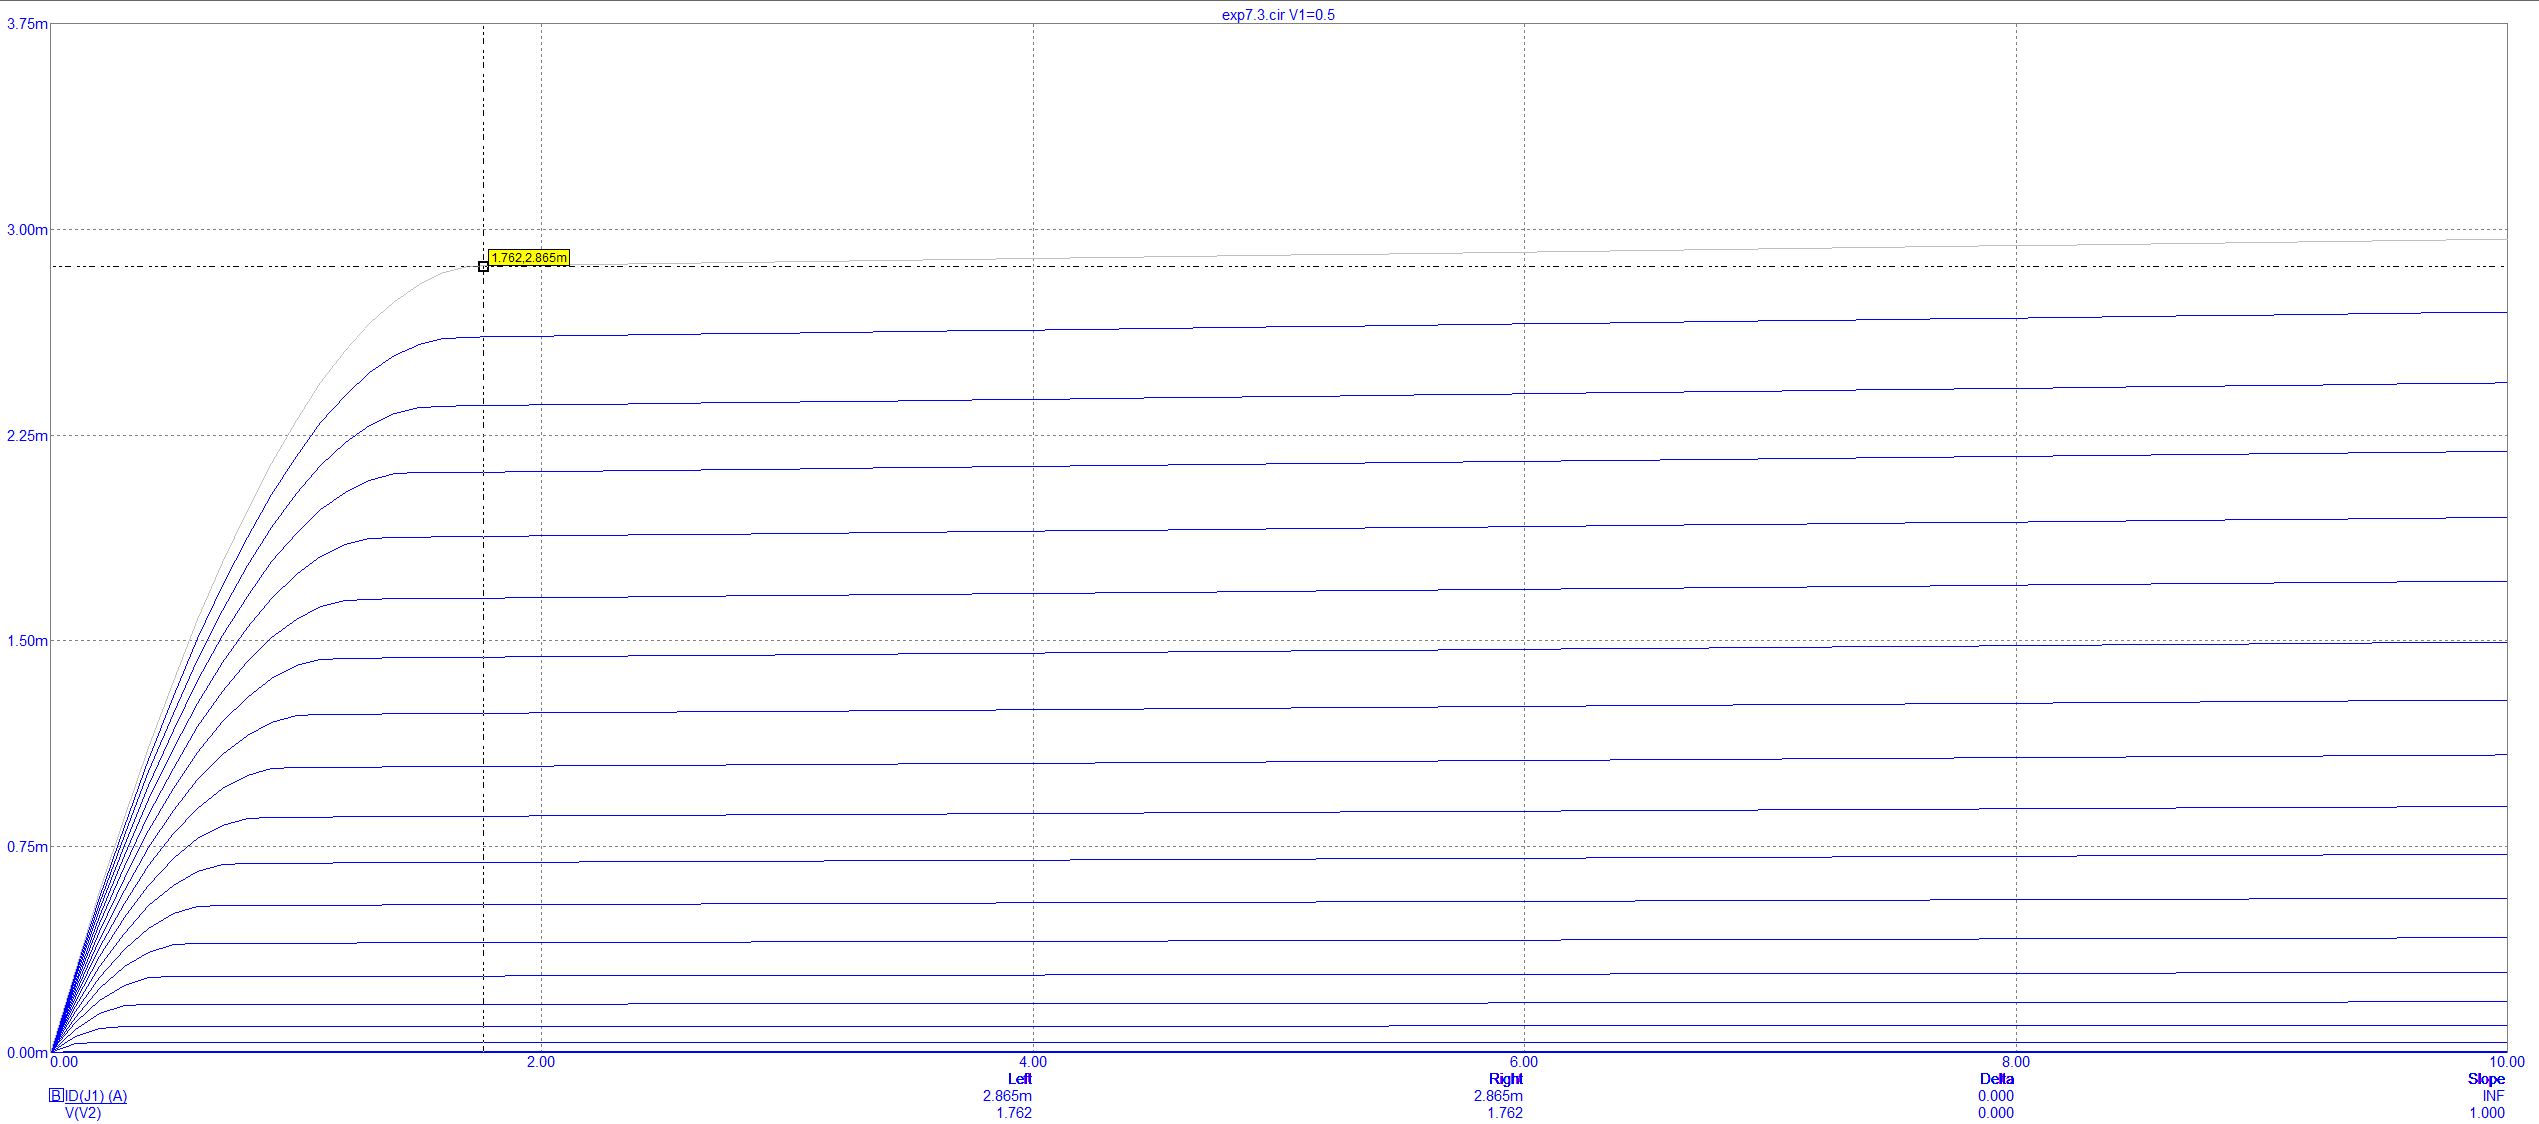 exp7.3.cir V1=0.5
3.75m
3.00m
1.762,2.865m
2.25m
1.50m
0.75m
0.00m
0.00 2.00 4.00 6.00 8.00 10.00
Left Right Delta Slope
B ID(J1) (A) 2.865m 2.865m 0.000 INF
V(V2) 1.762 1.762 0.000 1.000